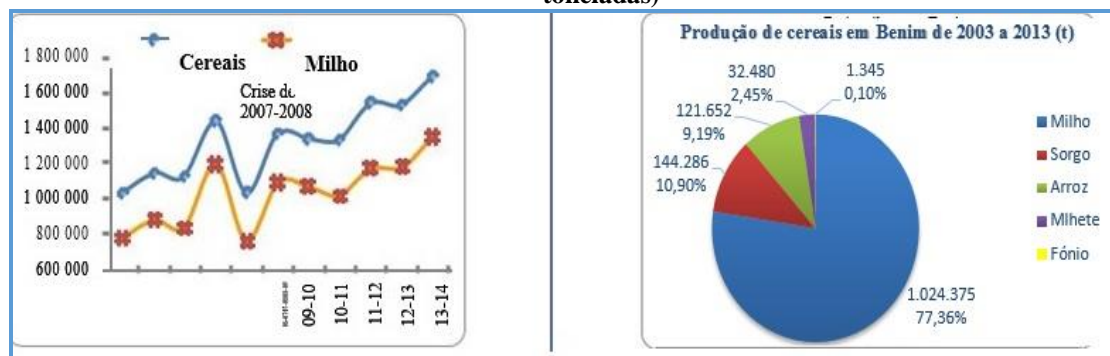 toneladas)
Cereais
Milho
Crise de
2007-2008
1 800 000
1 600 000
1 400 000
1 200 000
1 000 000
800 000
600 000
09-10
10-11
11-12
12-13
13-14
Produção de cereais em Benim de 2003 a 2013 (t)
32.480
2,45%
1.345
0,10%
121.652
9,19%
144.286
10,90%
1.024.375
77,36%
Milho
Sorgo
Arroz
Mlhete
Fónio